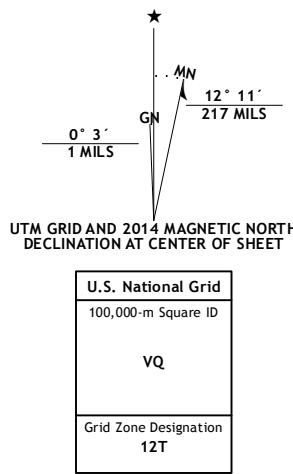 ★
MN
GN
12° 11´
217 MILS
0° 3´
1 MILS
UTM GRID AND 2014 MAGNETIC NORTH
DECLINATION AT CENTER OF SHEET
U.S. National Grid
100,000-m Square ID
VQ
Grid Zone Designation
12T